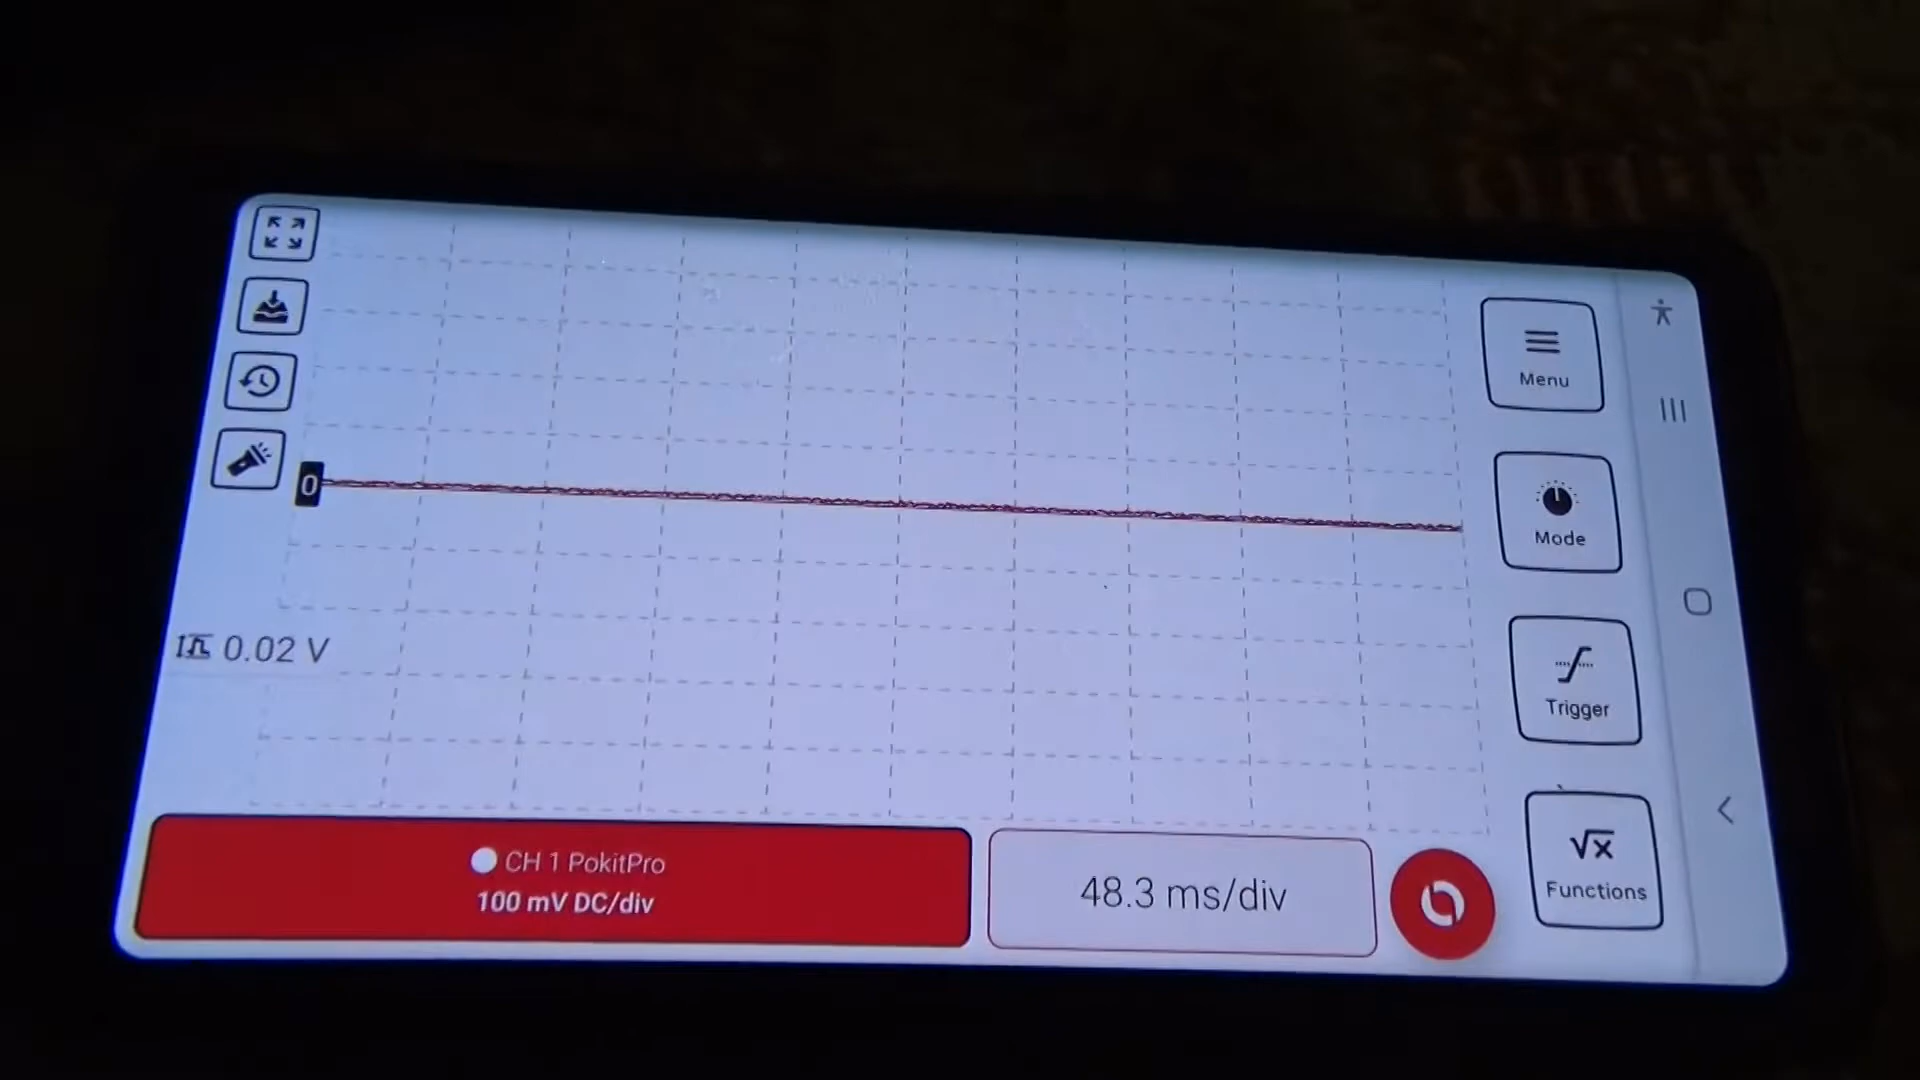 0
0.02 V
CH 1 PokitPro
100 mV DC/div
48.3 ms/div
Menu
Mode
Trigger
√x
Functions